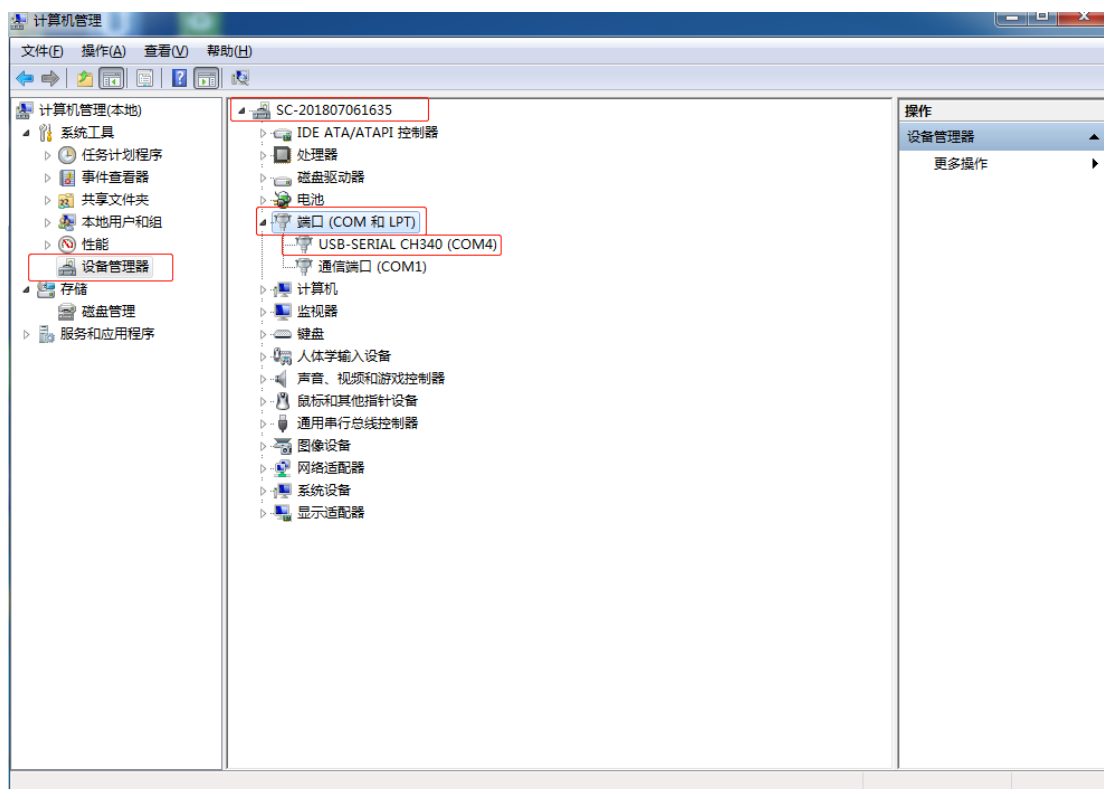 计算机管理
文件(F) 操作(A) 查看(V) 帮助(H)
计算机管理(本地)
系统工具
任务计划程序
事件查看器
共享文件夹
本地用户和组
性能
设备管理器
存储
磁盘管理
服务和应用程序
SC-201807061635
IDE ATA/ATAPI 控制器
处理器
磁盘驱动器
电池
端口 (COM 和 LPT)
USB-SERIAL CH340 (COM4)
通信端口 (COM1)
计算机
监视器
键盘
人体学输入设备
声音、视频和游戏控制器
鼠标和其他指针设备
通用串行总线控制器
图像设备
网络适配器
系统设备
显示适配器
操作
设备管理器
更多操作